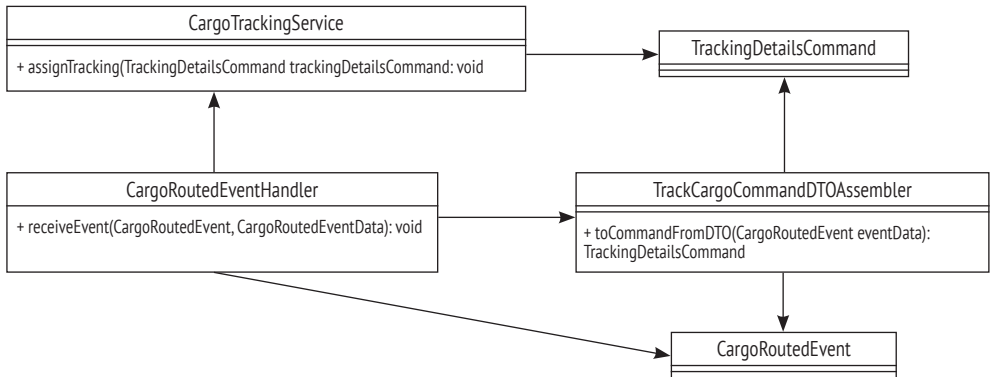 CargoTrackingService
+ assignTracking(TrackingDetailsCommand trackingDetailsCommand: void
TrackingDetailsCommand
CargoRoutedEventHandler
+ receiveEvent(CargoRoutedEvent, CargoRoutedEventData): void
TrackCargoCommandDTOAssembler
+ toCommandFromDTO(CargoRoutedEvent eventData):
TrackingDetailsCommand
CargoRoutedEvent